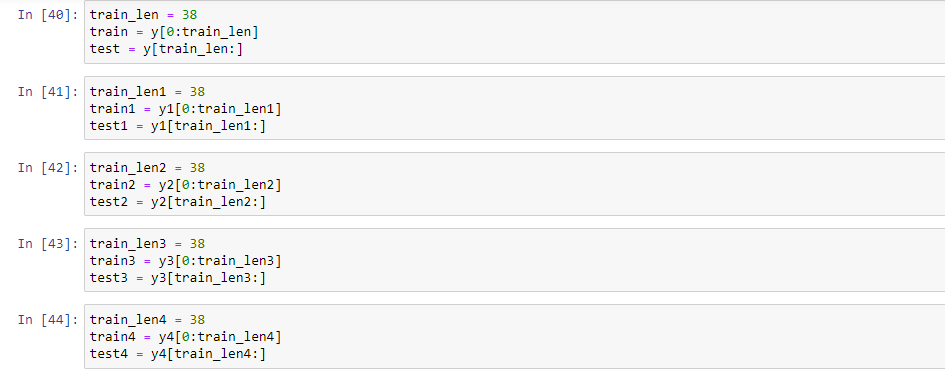 In [40]: train_len = 38
train = y[0:train_len]
test = y[train_len:]
In [41]: train_len1 = 38
train1 = y1[0:train_len1]
test1 = y1[train_len1:]
In [42]: train_len2 = 38
train2 = y2[0:train_len2]
test2 = y2[train_len2:]
In [43]: train_len3 = 38
train3 = y3[0:train_len3]
test3 = y3[train_len3:]
In [44]: train_len4 = 38
train4 = y4[0:train_len4]
test4 = y4[train_len4:]